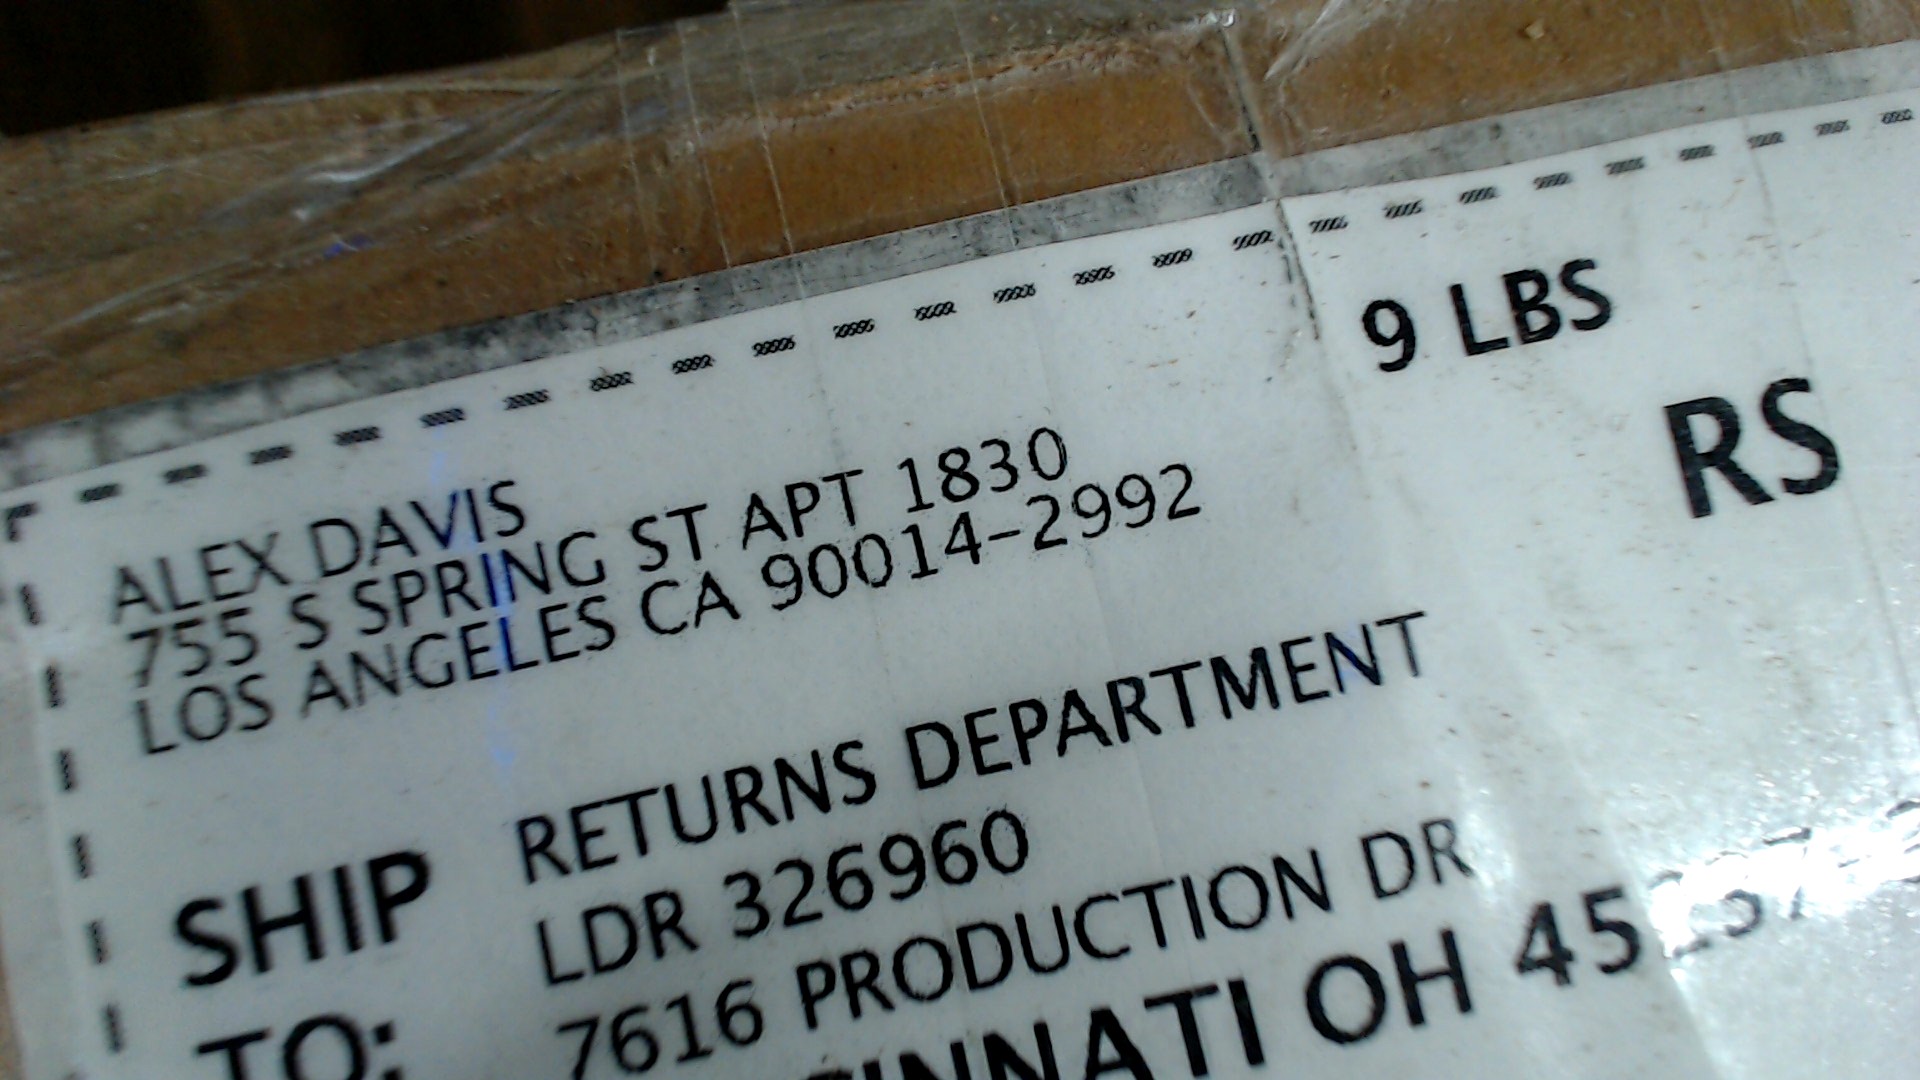 9 LBS
RS
ALEX DAVIS
755 S SPRING ST APT 1830
LOS ANGELES CA 90014-2992
SHIP
TO:
RETURNS DEPARTMENT
LDR 326960
7616 PRODUCTION DR
OH